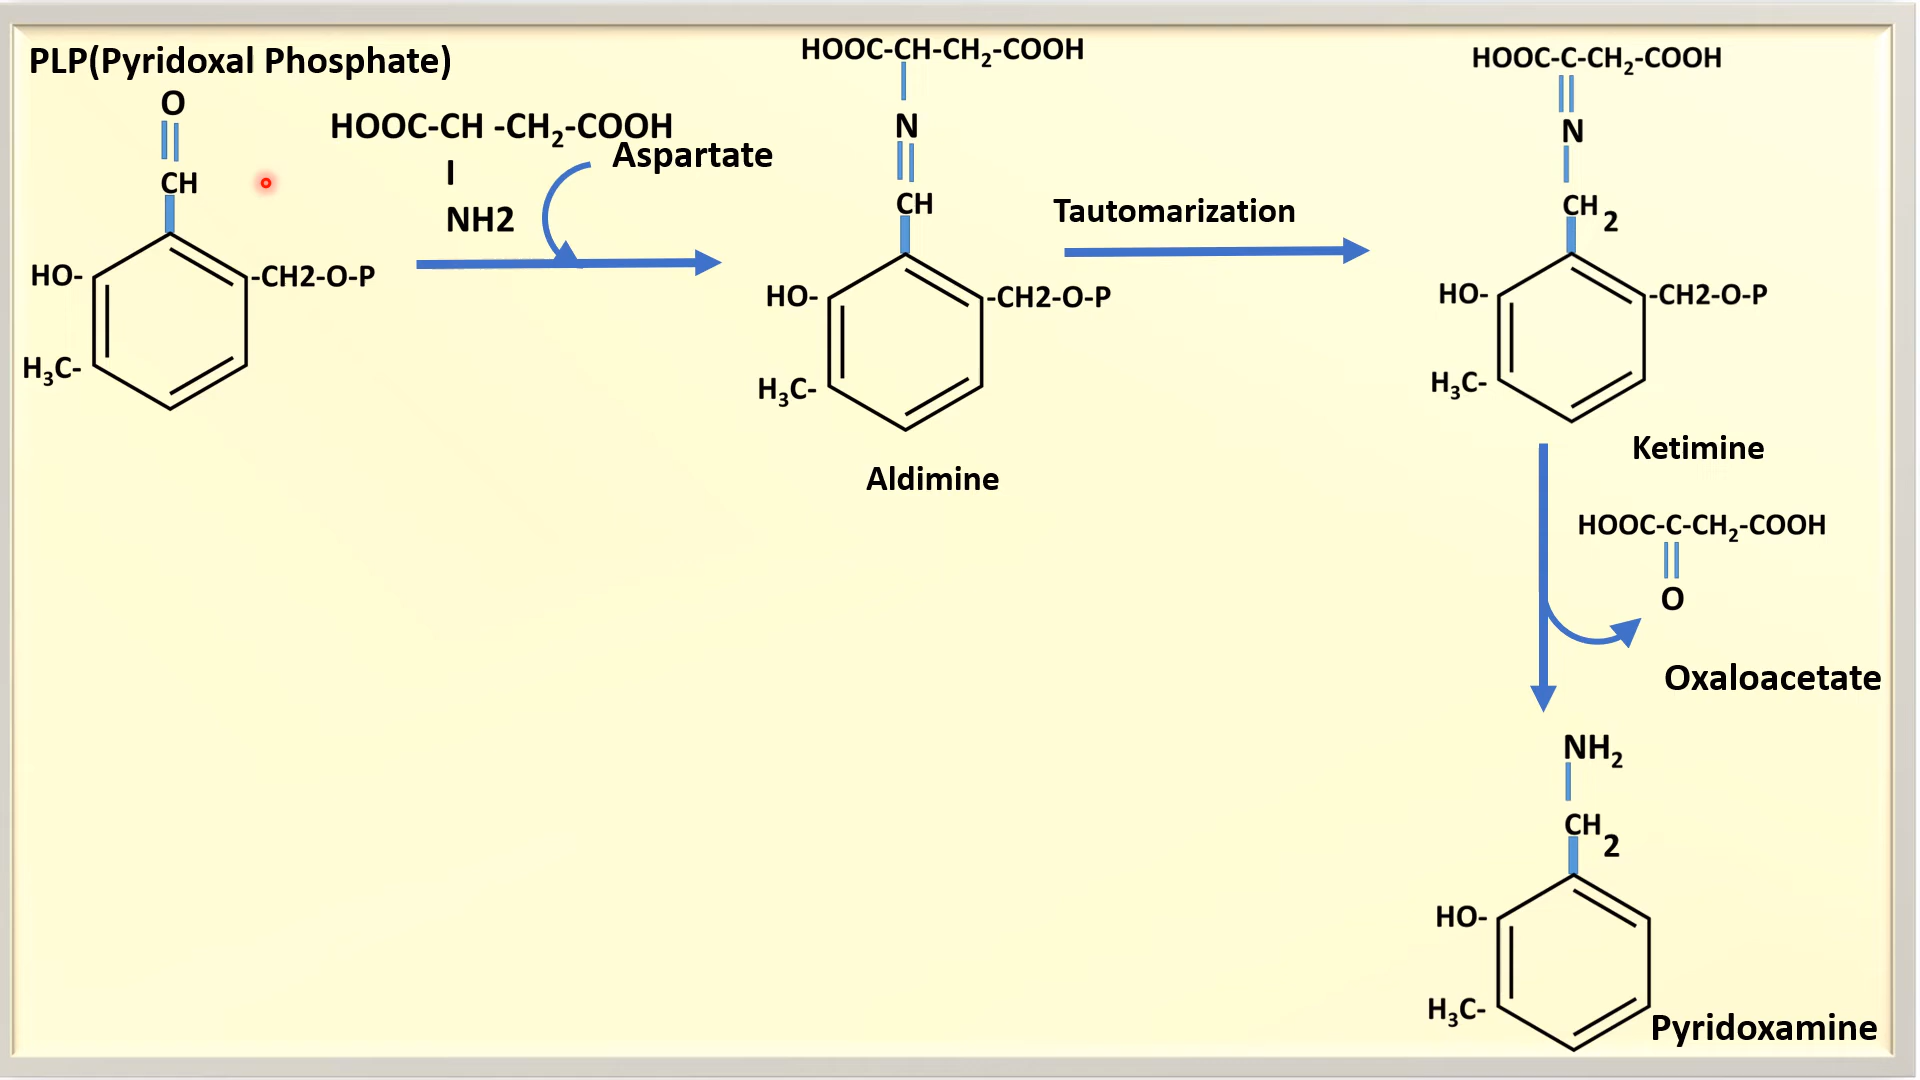 PLP(Pyridoxal Phosphate)
O
CH
HO-
-CH2-O-P
H₃C-
HOOC-CH -CH₂-COOH
I
NH2
Aspartate
HOOC-CH-CH₂-COOH
N
CH
HO-
-CH2-O-P
H₃C-
Aldimine
Tautomarization
HOOC-C-CH₂-COOH
N
CH 2
HO-
-CH2-O-P
H₃C-
Ketimine
HOOC-C-CH₂-COOH
O
Oxaloacetate
NH₂
CH 2
HO-
H₃C-
Pyridoxamine